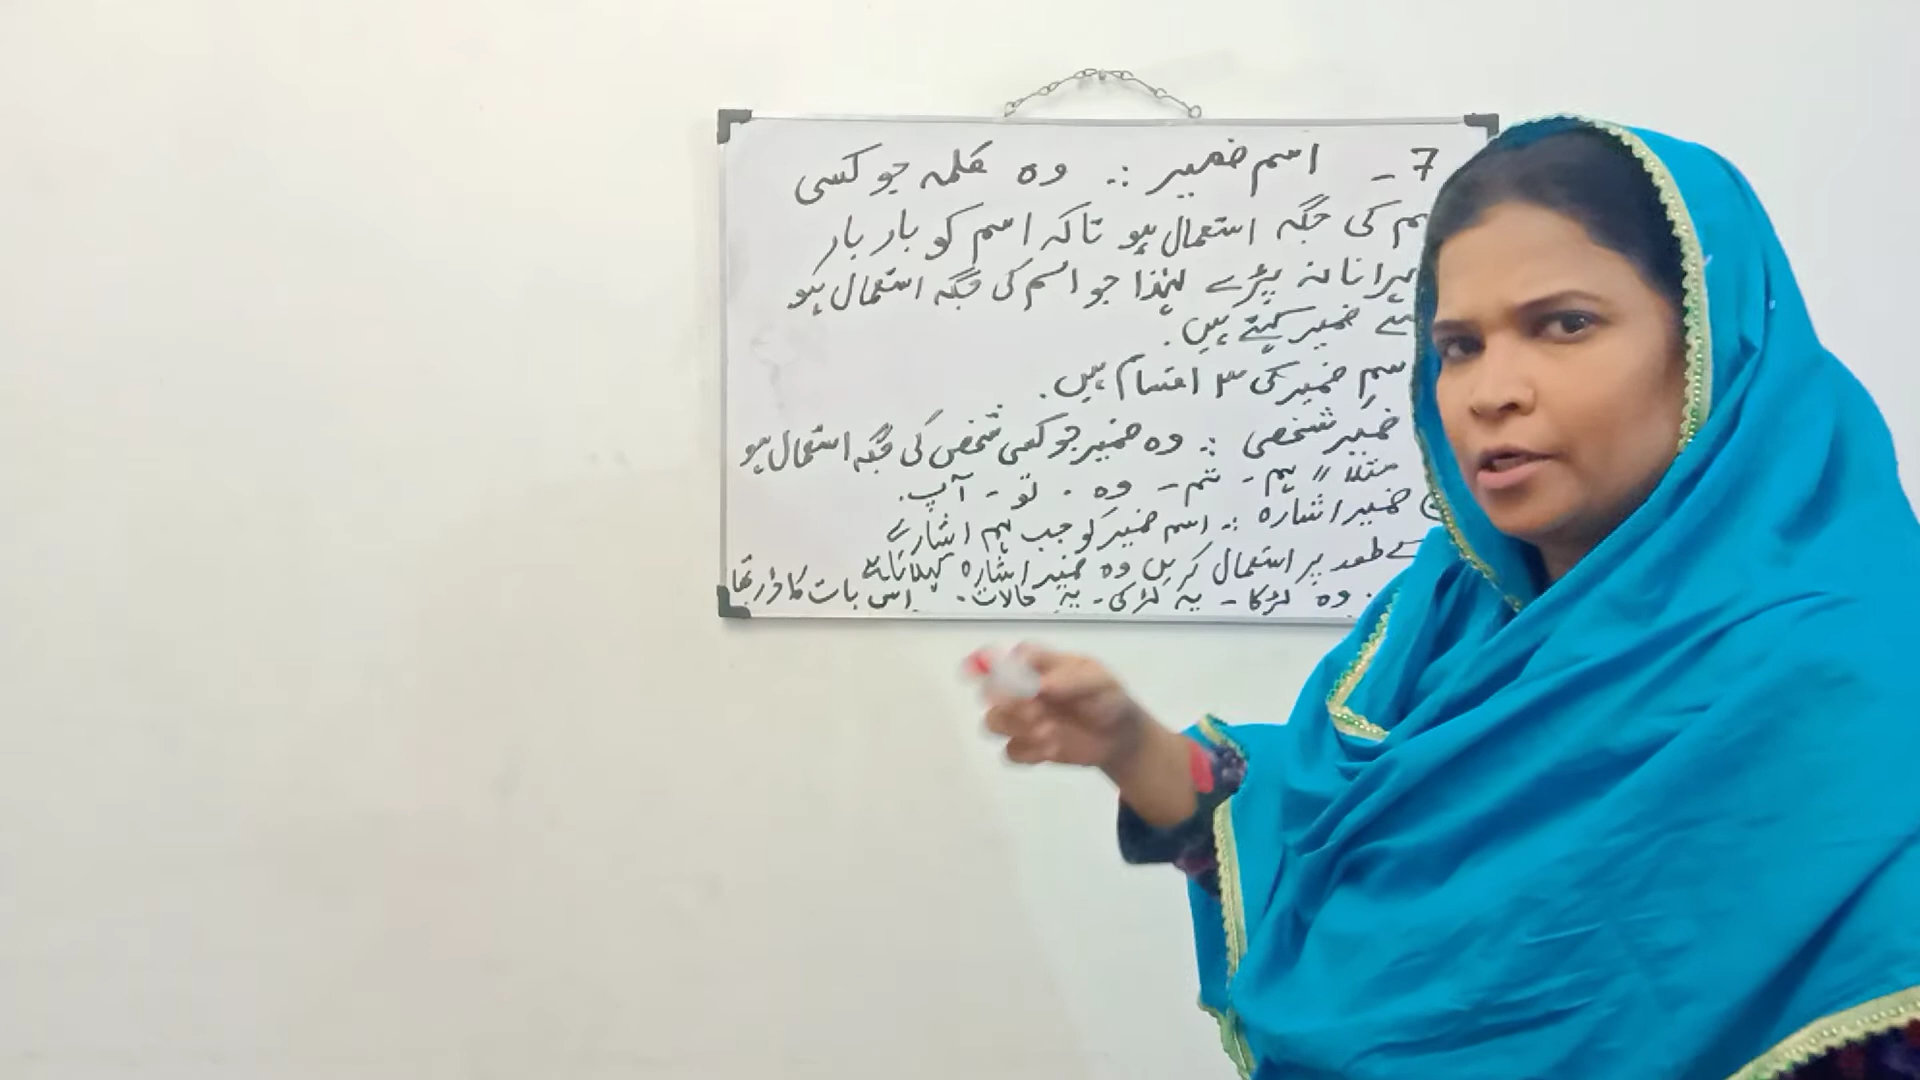 7 - اسم ضمیر :. وہ کلمہ جو کسی
کی جگہ استعمال ہو تاکہ اسم کو بار بار
نہ پڑے لہٰذا جو اسم کی جگہ استعمال ہو
ضمیر کہتے ہیں .
ضمیر کی ۳ اقسام ہیں .
ضمیر شخصی :. وہ ضمیر جو کسی شخص کی جگہ استعمال ہو
مثلاً " ہم - تم - وہ - تو - آپ .
ضمیر اشارہ :. اسم ضمیر کو جب ہم اشارے
کے طور پر استعمال کریں وہ ضمیر اشارہ کہلاتا ہے
وہ لڑکا - یہ لڑکی - یہ حالات . اس بات کا ڈر تھا